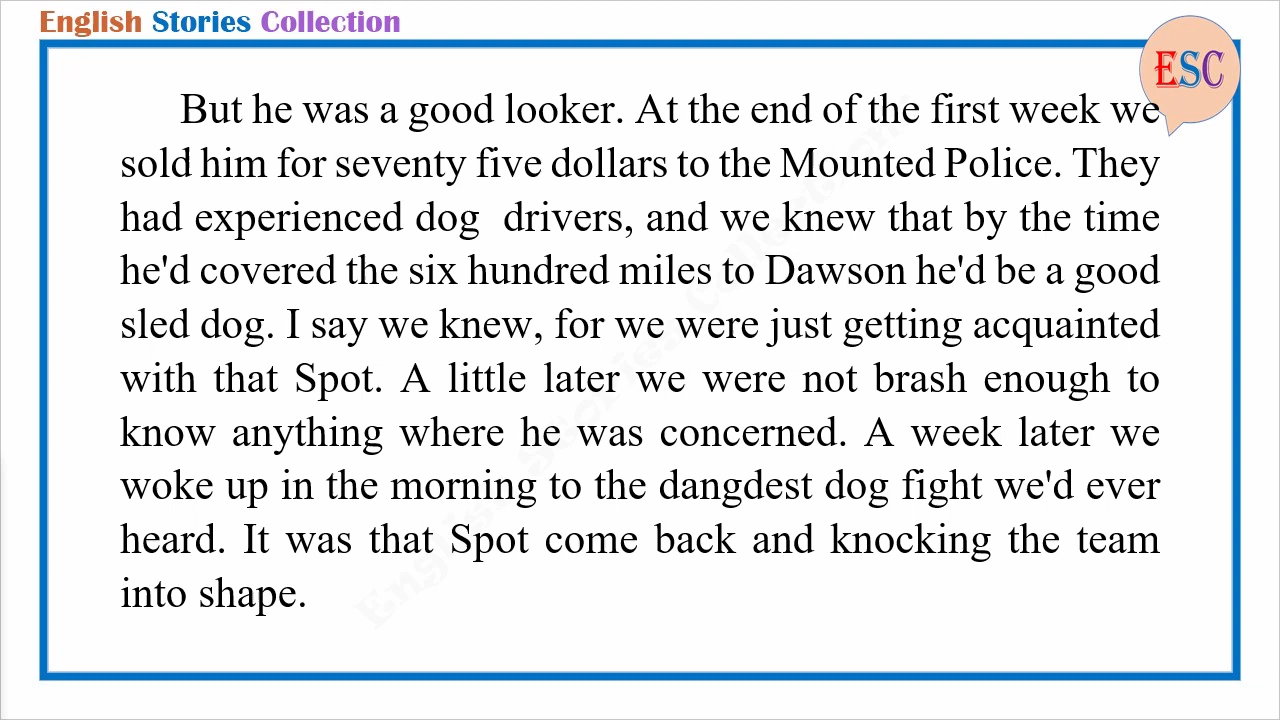 English Stories Collection
ESC
But he was a good looker. At the end of the first week we
sold him for seventy five dollars to the Mounted Police. They
had experienced dog  drivers, and we knew that by the time
he'd covered the six hundred miles to Dawson he'd be a good
sled dog. I say we knew, for we were just getting acquainted
with that Spot. A little later we were not brash enough to
know anything where he was concerned. A week later we
woke up in the morning to the dangdest dog fight we'd ever
heard. It was that Spot come back and knocking the team
into shape.
English Stories Collection